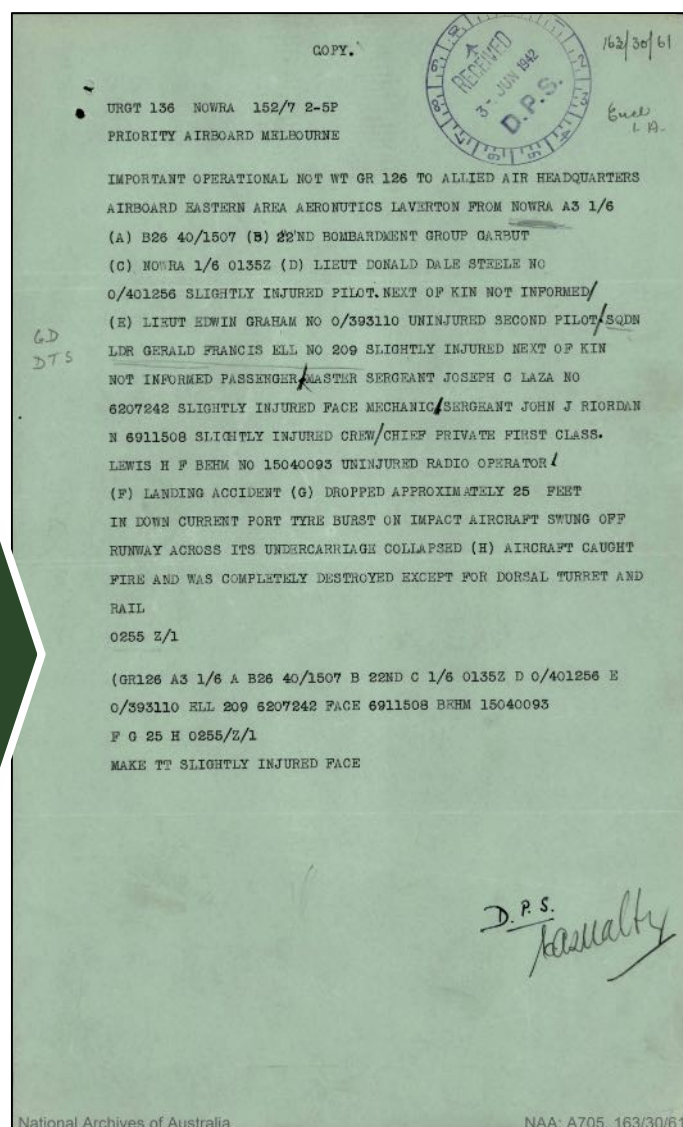 COPY.
163/30/61
RECEIVED
3 - JUN 1942
D.P.S.
Encl
1. A.
URGT 136 NOWRA 152/7 2-5P
PRIORITY AIRBOARD MELBOURNE
IMPORTANT OPERATIONAL NOT WT GR 126 TO ALLIED AIR HEADQUARTERS
AIRBOARD EASTERN AREA AERONUTICS LAVERTON FROM NOWRA A3 1/6
(A) B26 40/1507 (B) 22'ND BOMBARDMENT GROUP GARBUT
(C) NOWRA 1/6 0135Z (D) LIEUT DONALD DALE STEELE NO
0/401256 SLIGHTLY INJURED PILOT. NEXT OF KIN NOT INFORMED/
(E) LIEUT EDWIN GRAHAM NO 0/393110 UNINJURED SECOND PILOT/SQDN
GD
DTS
LDR GERALD FRANCIS ELL NO 209 SLIGHTLY INJURED NEXT OF KIN
NOT INFORMED PASSENGER/MASTER SERGEANT JOSEPH C LAZA NO
6207242 SLIGHTLY INJURED FACE MECHANIC/SERGEANT JOHN J RIORDAN
N 6911508 SLIGHTLY INJURED CREW/CHIEF PRIVATE FIRST CLASS.
LEWIS H F BEHM NO 15040093 UNINJURED RADIO OPERATOR/
(F) LANDING ACCIDENT (G) DROPPED APPROXIMATELY 25 FEET
IN DOWN CURRENT PORT TYRE BURST ON IMPACT AIRCRAFT SWUNG OFF
RUNWAY ACROSS ITS UNDERCARRIAGE COLLAPSED (H) AIRCRAFT CAUGHT
FIRE AND WAS COMPLETELY DESTROYED EXCEPT FOR DORSAL TURRET AND
RAIL
0255 Z/1
(GR126 A3 1/6 A B26 40/1507 B 22ND C 1/6 0135Z D 0/401256 E
0/393110 ELL 209 6207242 FACE 6911508 BEHM 15040093
F G 25 H 0255/Z/1
MAKE TT SLIGHTLY INJURED FACE
D.P.S.
Casualty
National Archives of Australia
NAA: A705, 163/30/61